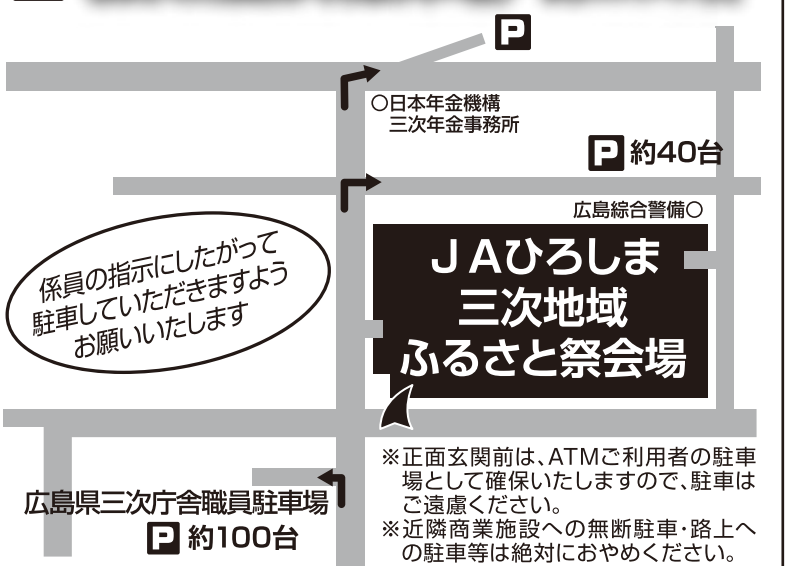 P
○日本年金機構
三次年金事務所
P 約40台
広島綜合警備○
係員の指示にしたがって
駐車していただきますよう
お願いいたします
JAひろしま
三次地域
ふるさと祭会場
※正面玄関前は、ATMご利用者の駐車
場として確保いたしますので、駐車は
ご遠慮ください。
※近隣商業施設への無断駐車・路上へ
の駐車等は絶対におやめください。
広島県三次庁舎職員駐車場
P 約100台